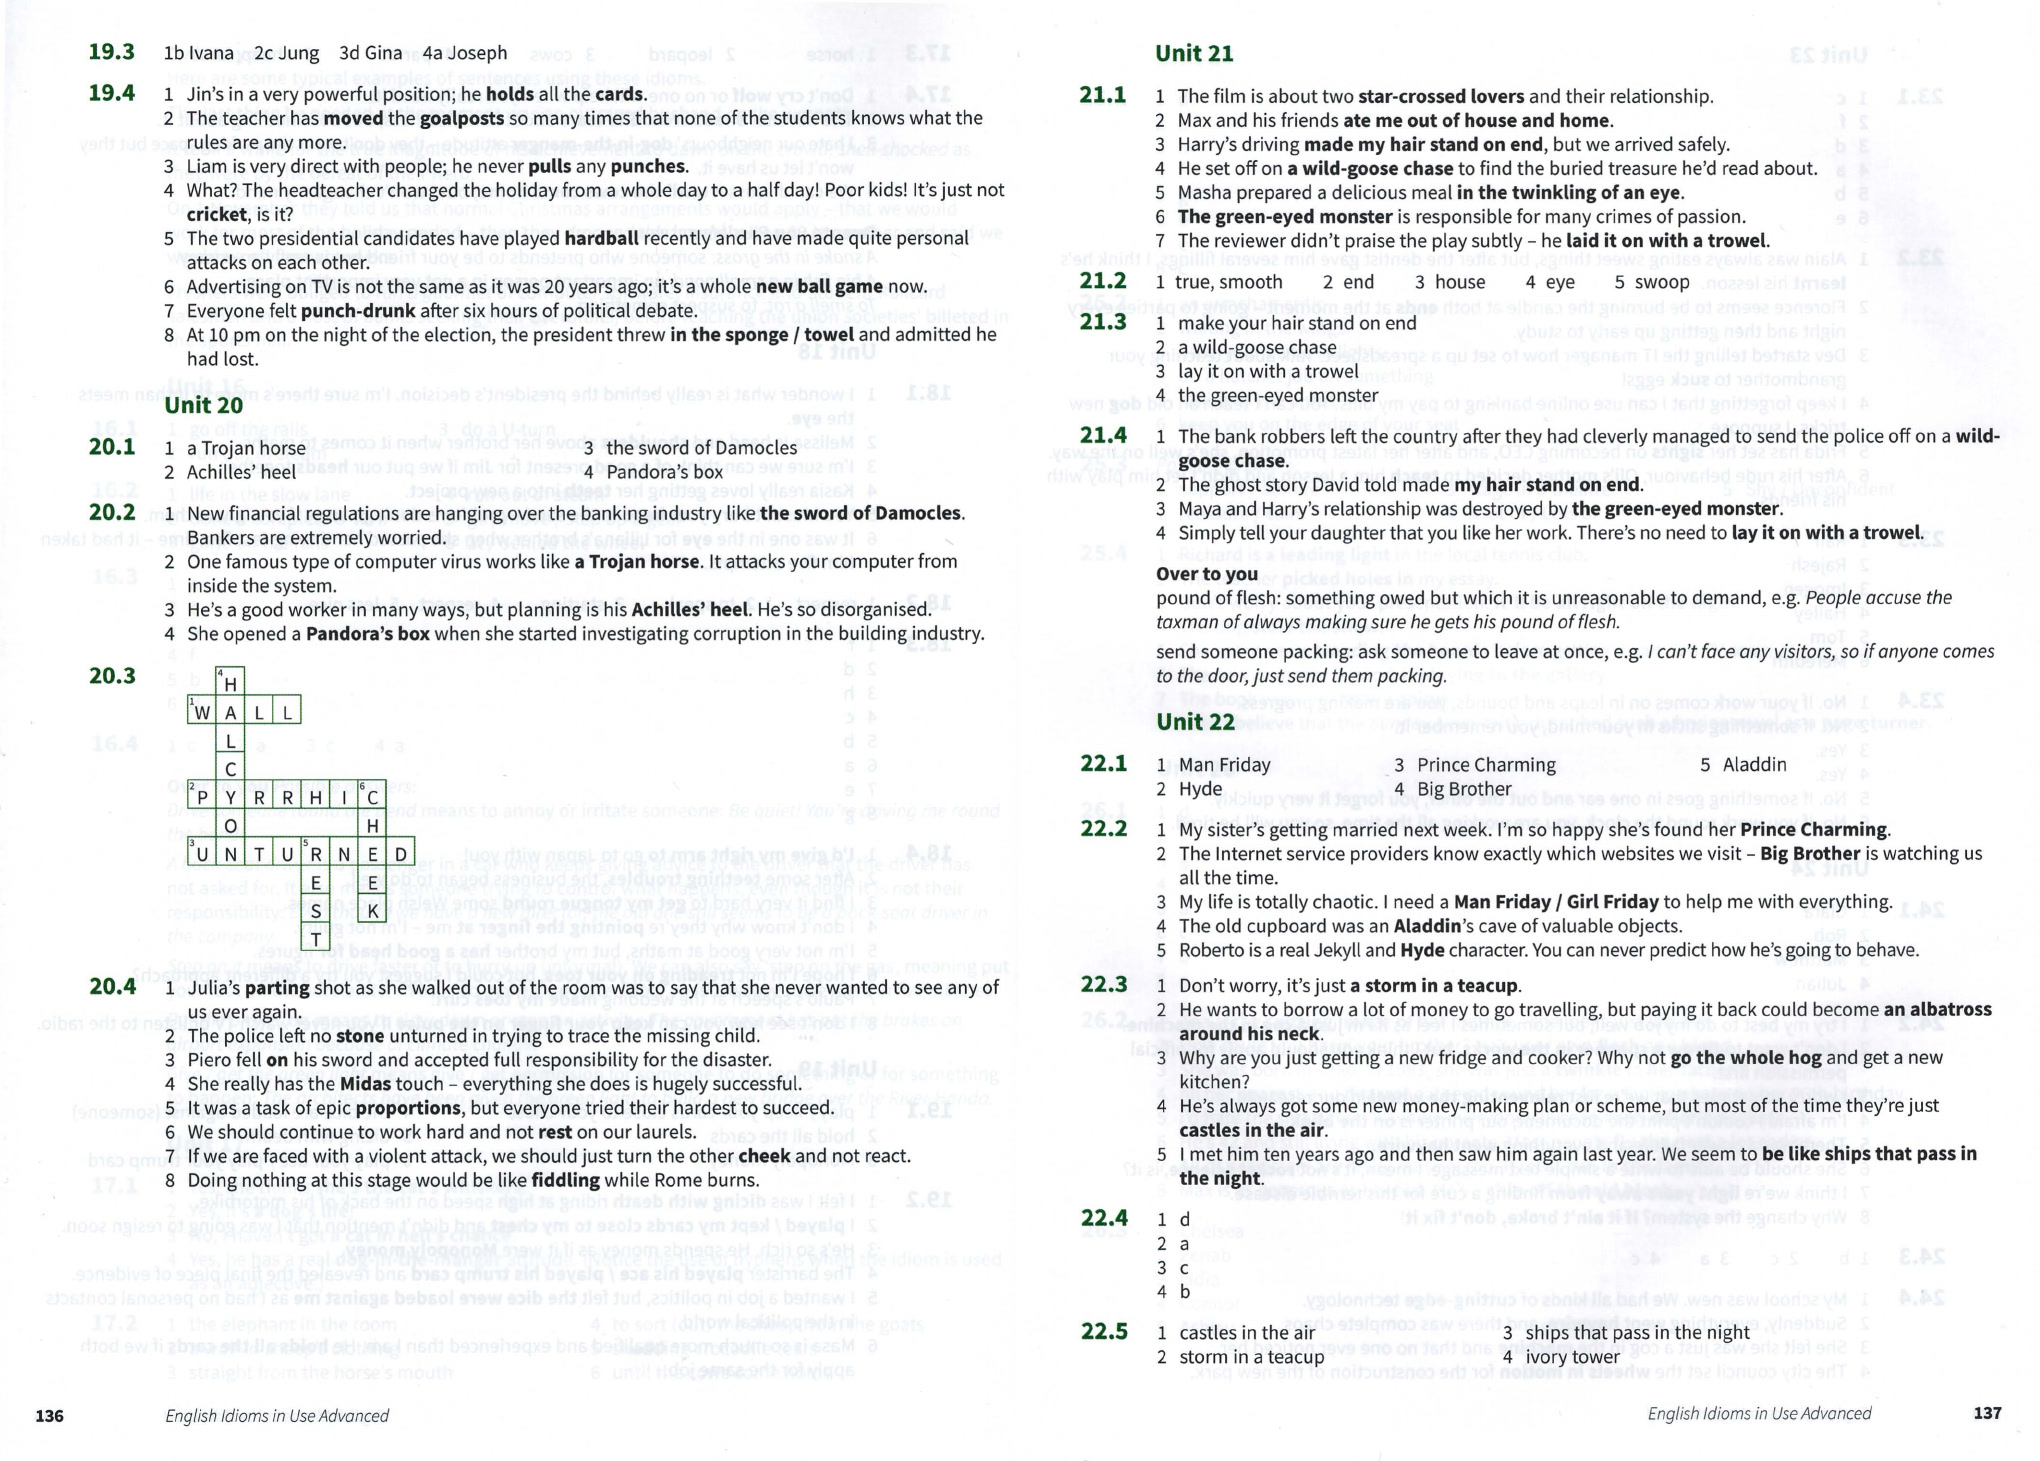 19.3 1b Ivana 2c Jung 3d Gina 4a Joseph
19.4 1 Jin's in a very powerful position; he holds all the cards.
2 The teacher has moved the goalposts so many times that none of the students knows what the
rules are any more.
3 Liam is very direct with people; he never pulls any punches.
4 What? The headteacher changed the holiday from a whole day to a half day! Poor kids! It's just not
cricket, is it?
5 The two presidential candidates have played hardball recently and have made quite personal
attacks on each other.
6 Advertising on TV is not the same as it was 20 years ago; it's a whole new ball game now.
7 Everyone felt punch-drunk after six hours of political debate.
8 At 10 pm on the night of the election, the president threw in the sponge / towel and admitted he
had lost.
Unit 20
20.1 1 a Trojan horse 3 the sword of Damocles
2 Achilles' heel 4 Pandora's box
20.2 1 New financial regulations are hanging over the banking industry like the sword of Damocles.
Bankers are extremely worried.
2 One famous type of computer virus works like a Trojan horse. It attacks your computer from
inside the system.
3 He's a good worker in many ways, but planning is his Achilles' heel. He's so disorganised.
4 She opened a Pandora's box when she started investigating corruption in the building industry.
20.3
4 H
1 W A L L
L
C
2 P Y R R H I 6 C
O H
3 U N T U 5 R N E D
E E
S K
T
20.4 1 Julia's parting shot as she walked out of the room was to say that she never wanted to see any of
us ever again.
2 The police left no stone unturned in trying to trace the missing child.
3 Piero fell on his sword and accepted full responsibility for the disaster.
4 She really has the Midas touch – everything she does is hugely successful.
5 It was a task of epic proportions, but everyone tried their hardest to succeed.
6 We should continue to work hard and not rest on our laurels.
7 If we are faced with a violent attack, we should just turn the other cheek and not react.
8 Doing nothing at this stage would be like fiddling while Rome burns.
136 English Idioms in Use Advanced
Unit 21
21.1 1 The film is about two star-crossed lovers and their relationship.
2 Max and his friends ate me out of house and home.
3 Harry's driving made my hair stand on end, but we arrived safely.
4 He set off on a wild-goose chase to find the buried treasure he'd read about.
5 Masha prepared a delicious meal in the twinkling of an eye.
6 The green-eyed monster is responsible for many crimes of passion.
7 The reviewer didn't praise the play subtly – he laid it on with a trowel.
21.2 1 true, smooth 2 end 3 house 4 eye 5 swoop
21.3 1 make your hair stand on end
2 a wild-goose chase
3 lay it on with a trowel
4 the green-eyed monster
21.4 1 The bank robbers left the country after they had cleverly managed to send the police off on a wild-
goose chase.
2 The ghost story David told made my hair stand on end.
3 Maya and Harry's relationship was destroyed by the green-eyed monster.
4 Simply tell your daughter that you like her work. There's no need to lay it on with a trowel.
Over to you
pound of flesh: something owed but which it is unreasonable to demand, e.g. People accuse the
taxman of always making sure he gets his pound of flesh.
send someone packing: ask someone to leave at once, e.g. I can't face any visitors, so if anyone comes
to the door, just send them packing.
Unit 22
22.1 1 Man Friday 3 Prince Charming 5 Aladdin
2 Hyde 4 Big Brother
22.2 1 My sister's getting married next week. I'm so happy she's found her Prince Charming.
2 The Internet service providers know exactly which websites we visit – Big Brother is watching us
all the time.
3 My life is totally chaotic. I need a Man Friday / Girl Friday to help me with everything.
4 The old cupboard was an Aladdin's cave of valuable objects.
5 Roberto is a real Jekyll and Hyde character. You can never predict how he's going to behave.
22.3 1 Don't worry, it's just a storm in a teacup.
2 He wants to borrow a lot of money to go travelling, but paying it back could become an albatross
around his neck.
3 Why are you just getting a new fridge and cooker? Why not go the whole hog and get a new
kitchen?
4 He's always got some new money-making plan or scheme, but most of the time they're just
castles in the air.
5 I met him ten years ago and then saw him again last year. We seem to be like ships that pass in
the night.
22.4 1 d
2 a
3 c
4 b
22.5 1 castles in the air 3 ships that pass in the night
2 storm in a teacup 4 ivory tower
English Idioms in Use Advanced 137